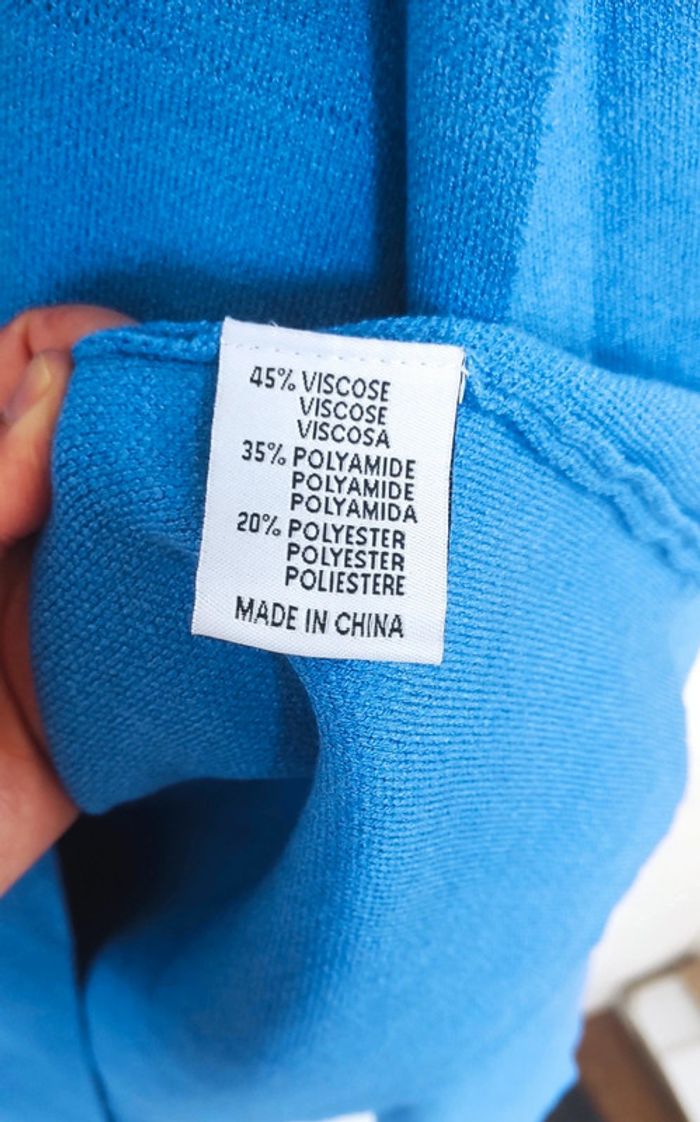 45% VISCOSE
VISCOSE
VISCOSA
35% POLYAMIDE
POLYAMIDE
POLYAMIDA
20% POLYESTER
POLYESTER
POLIESTERE
MADE IN CHINA